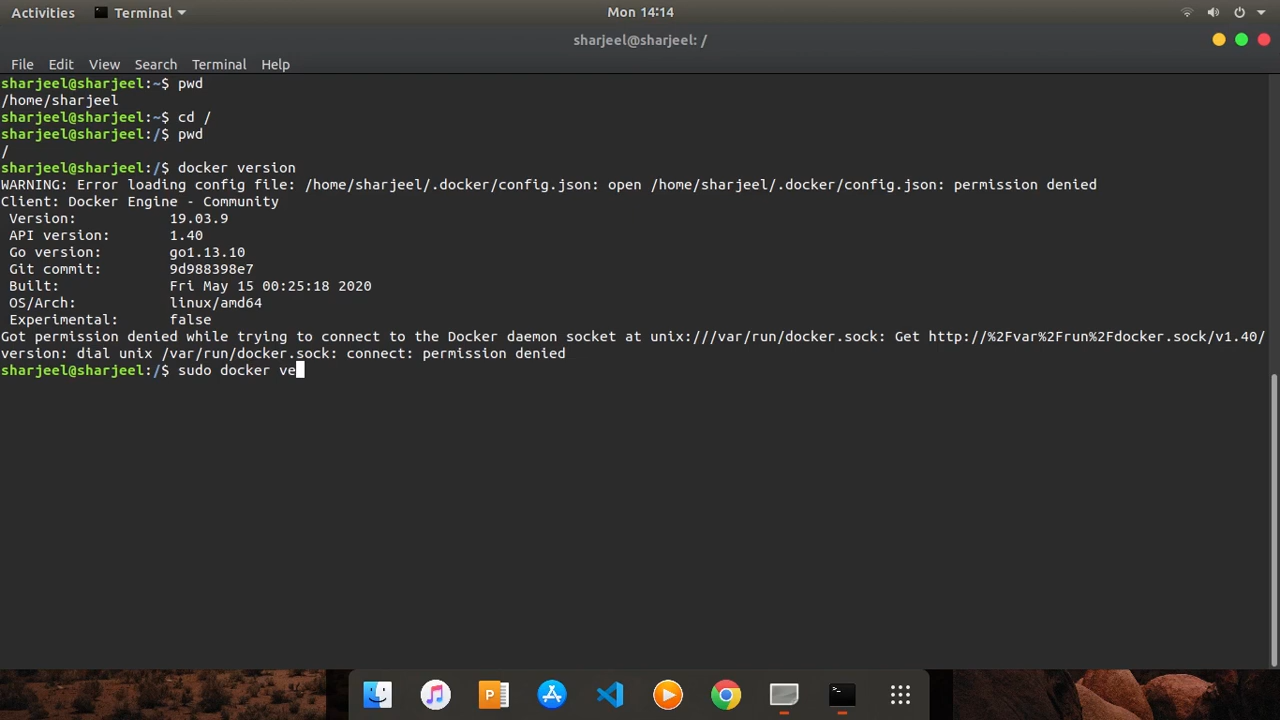 Activities Terminal Mon 14:14
sharjeel@sharjeel: /
File Edit View Search Terminal Help
sharjeel@sharjeel:~$ pwd
/home/sharjeel
sharjeel@sharjeel:~$ cd /
sharjeel@sharjeel:/$ pwd
/
sharjeel@sharjeel:/$ docker version
WARNING: Error loading config file: /home/sharjeel/.docker/config.json: open /home/sharjeel/.docker/config.json: permission denied
Client: Docker Engine - Community
Version: 19.03.9
API version: 1.40
Go version: go1.13.10
Git commit: 9d988398e7
Built: Fri May 15 00:25:18 2020
OS/Arch: linux/amd64
Experimental: false
Got permission denied while trying to connect to the Docker daemon socket at unix:///var/run/docker.sock: Get http://%2Fvar%2Frun%2Fdocker.sock/v1.40/
version: dial unix /var/run/docker.sock: connect: permission denied
sharjeel@sharjeel:/$ sudo docker ve
P >_